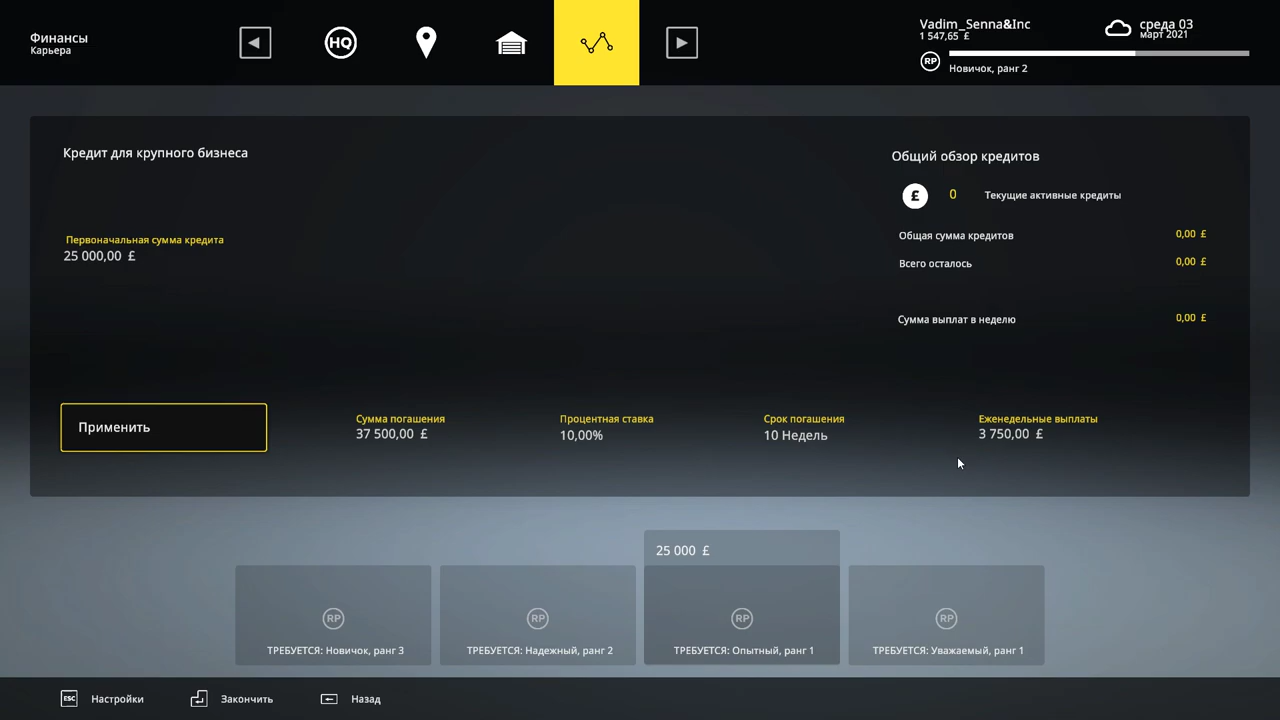 Финансы
Карьера
HQ
Vadim_Senna&Inc
1 547,65 £
среда 03
март 2021
RP
Новичок, ранг 2
Кредит для крупного бизнеса
Первоначальная сумма кредита
25 000,00 £
Общий обзор кредитов
£ 0 Текущие активные кредиты
Общая сумма кредитов 0,00 £
Всего осталось 0,00 £
Сумма выплат в неделю 0,00 £
Применить
Сумма погашения
37 500,00 £
Процентная ставка
10,00%
Срок погашения
10 Недель
Еженедельные выплаты
3 750,00 £
25 000 £
RP
ТРЕБУЕТСЯ: Новичок, ранг 3
RP
ТРЕБУЕТСЯ: Надежный, ранг 2
RP
ТРЕБУЕТСЯ: Опытный, ранг 1
RP
ТРЕБУЕТСЯ: Уважаемый, ранг 1
ESC Настройки
Закончить
Назад